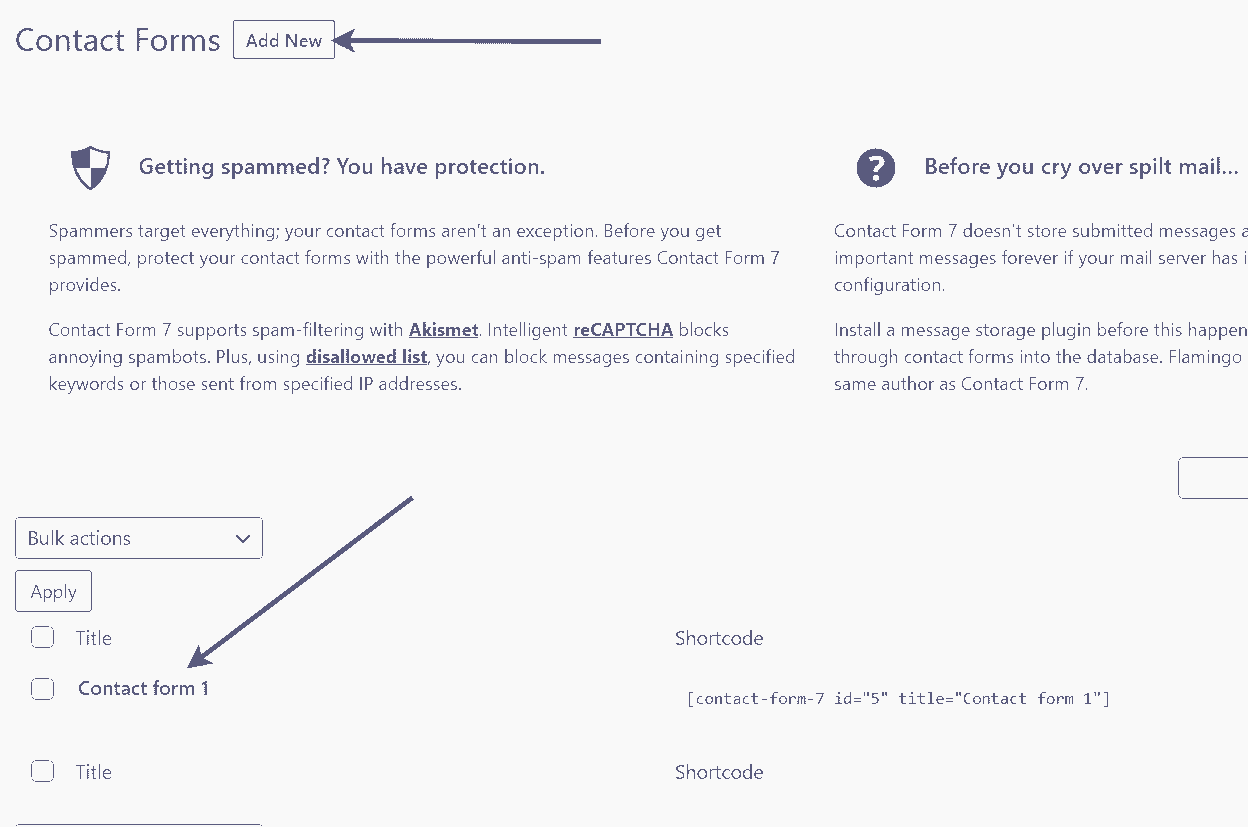 Contact Forms Add New
Getting spammed? You have protection.
Spammers target everything; your contact forms aren't an exception. Before you get
spammed, protect your contact forms with the powerful anti-spam features Contact Form 7
provides.
Contact Form 7 supports spam-filtering with Akismet. Intelligent reCAPTCHA blocks
annoying spambots. Plus, using disallowed list, you can block messages containing specified
keywords or those sent from specified IP addresses.
Before you cry over spilt mail…
Contact Form 7 doesn't store submitted messages
important messages forever if your mail server has
configuration.
Install a message storage plugin before this happen
through contact forms into the database. Flamingo
same author as Contact Form 7.
Bulk actions
Apply
Title Shortcode
Contact form 1 [contact-form-7 id="5" title="Contact form 1"]
Title Shortcode